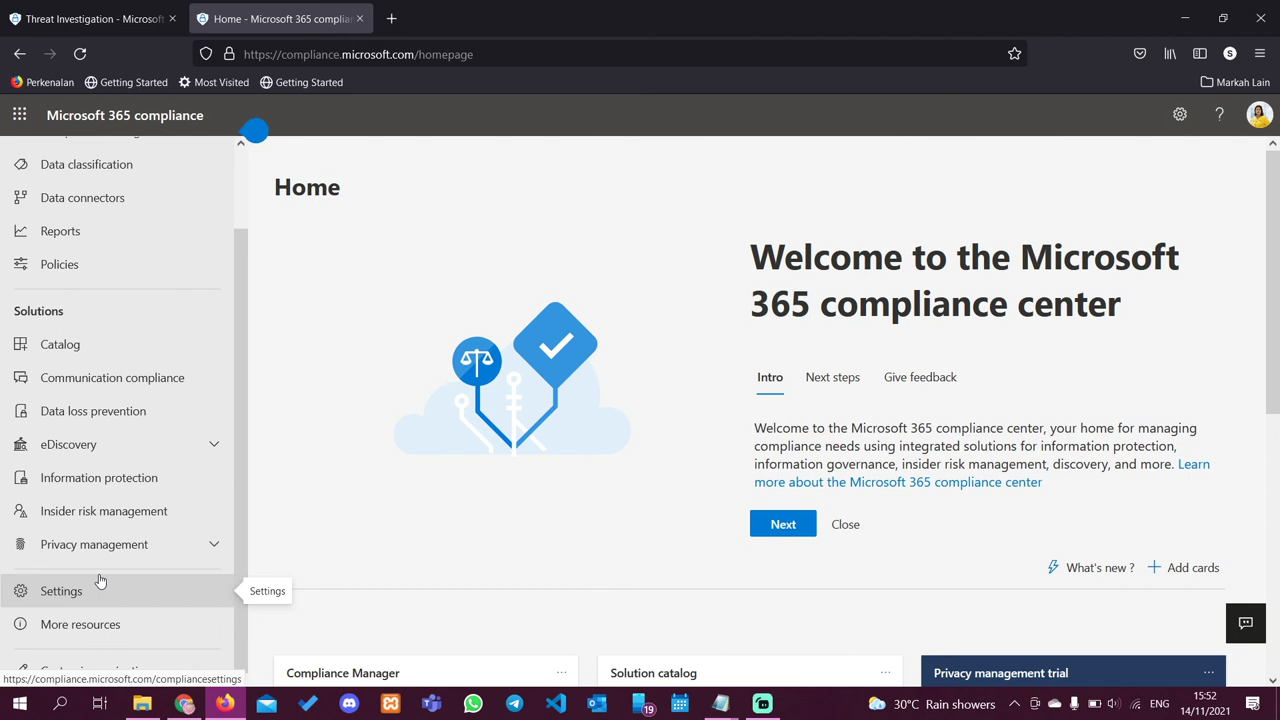 Threat Investigation - Microsoft
Home - Microsoft 365 complian
https://compliance.microsoft.com/homepage
S
Perkenalan
Getting Started
Most Visited
Getting Started
Markah Lain
Microsoft 365 compliance
Data classification
Data connectors
Reports
Policies
Solutions
Catalog
Communication compliance
Data loss prevention
eDiscovery
Information protection
Insider risk management
Privacy management
Settings
Settings
More resources
https://compliance.microsoft.com/compliancesettings
Home
Welcome to the Microsoft
365 compliance center
Intro
Next steps
Give feedback
Welcome to the Microsoft 365 compliance center, your home for managing
compliance needs using integrated solutions for information protection,
information governance, insider risk management, discovery, and more. Learn
more about the Microsoft 365 compliance center
Next
Close
What's new ?
Add cards
Compliance Manager
Solution catalog
Privacy management trial
19
30°C Rain showers
ENG
15:52
14/11/2021